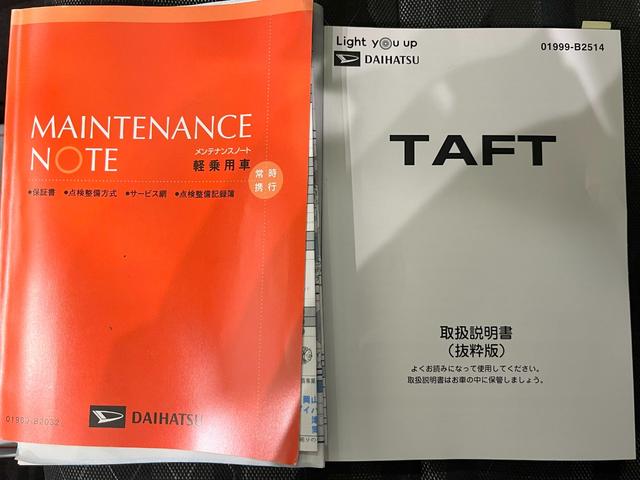 MAINTENANCE
NOTE
メンテナンスノート
軽乗用車
常時
携行
●保証書 ●点検整備方式 ●サービス網 ●点検整備記録簿
01999-B2032
DAIHATSU
Light you up
DAIHATSU
01999-B2514
TAFT
取扱説明書
（抜粋版）
よくお読みになって使用してください。
取扱説明書はお車の中に保管しましょう。
岡山